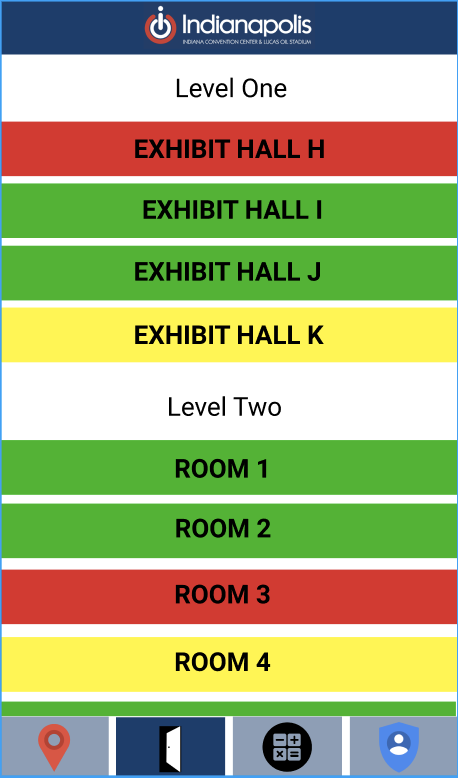 Indianapolis
INDIANA CONVENTION CENTER & LUCAS OIL STADIUM
Level One
EXHIBIT HALL H
EXHIBIT HALL I
EXHIBIT HALL J
EXHIBIT HALL K
Level Two
ROOM 1
ROOM 2
ROOM 3
ROOM 4